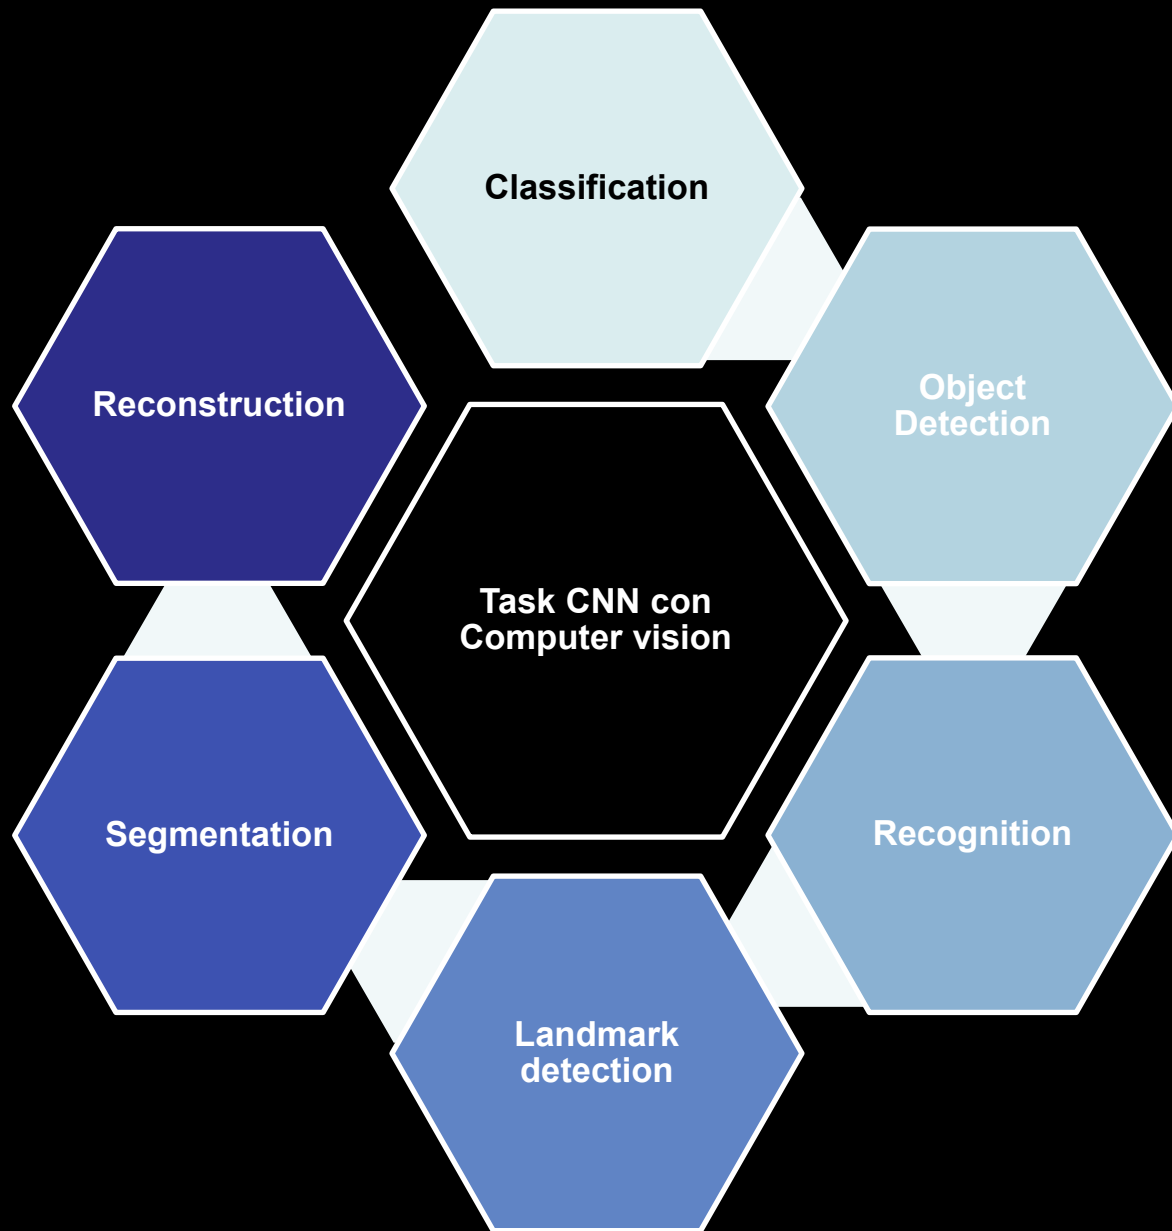 Classification
Object
Detection
Recognition
Landmark
detection
Segmentation
Reconstruction
Task CNN con
Computer vision